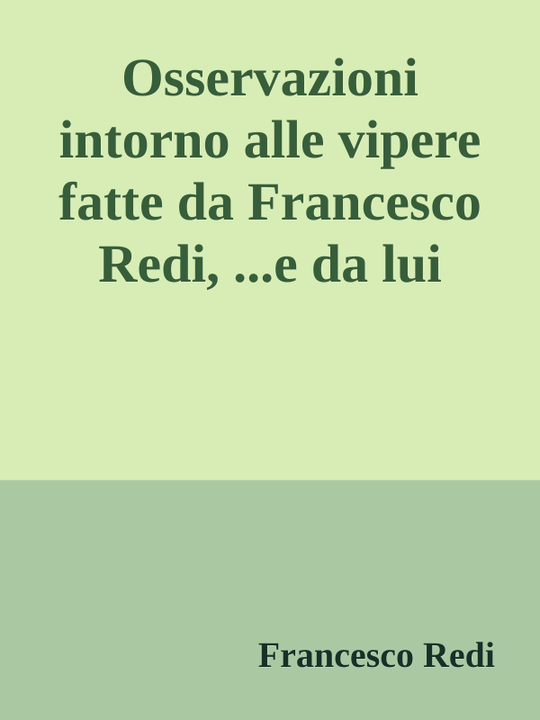 Osservazioni
intorno alle vipere
fatte da Francesco
Redi, ...e da lui
Francesco Redi